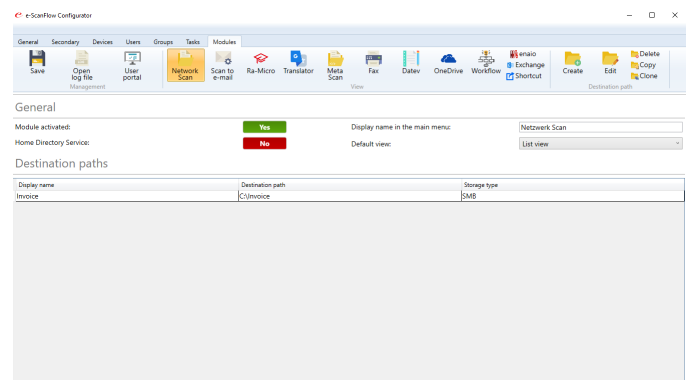 e-ScanFlow Configurator
General Secondary Devices Users Groups Tasks Modules
Save Open log file User portal Network Scan Scan to e-mail Ra-Micro Translator Meta Scan Fax Datev OneDrive Workflow enaio Exchange Shortcut Create Edit Delete Copy Clone
Management View Destination path
General
Module activated: Yes Display name in the main menu: Netzwerk Scan
Home Directory Service: No Default view: List view
Destination paths
Display name Destination path Storage type
Invoice C:\Invoice SMB